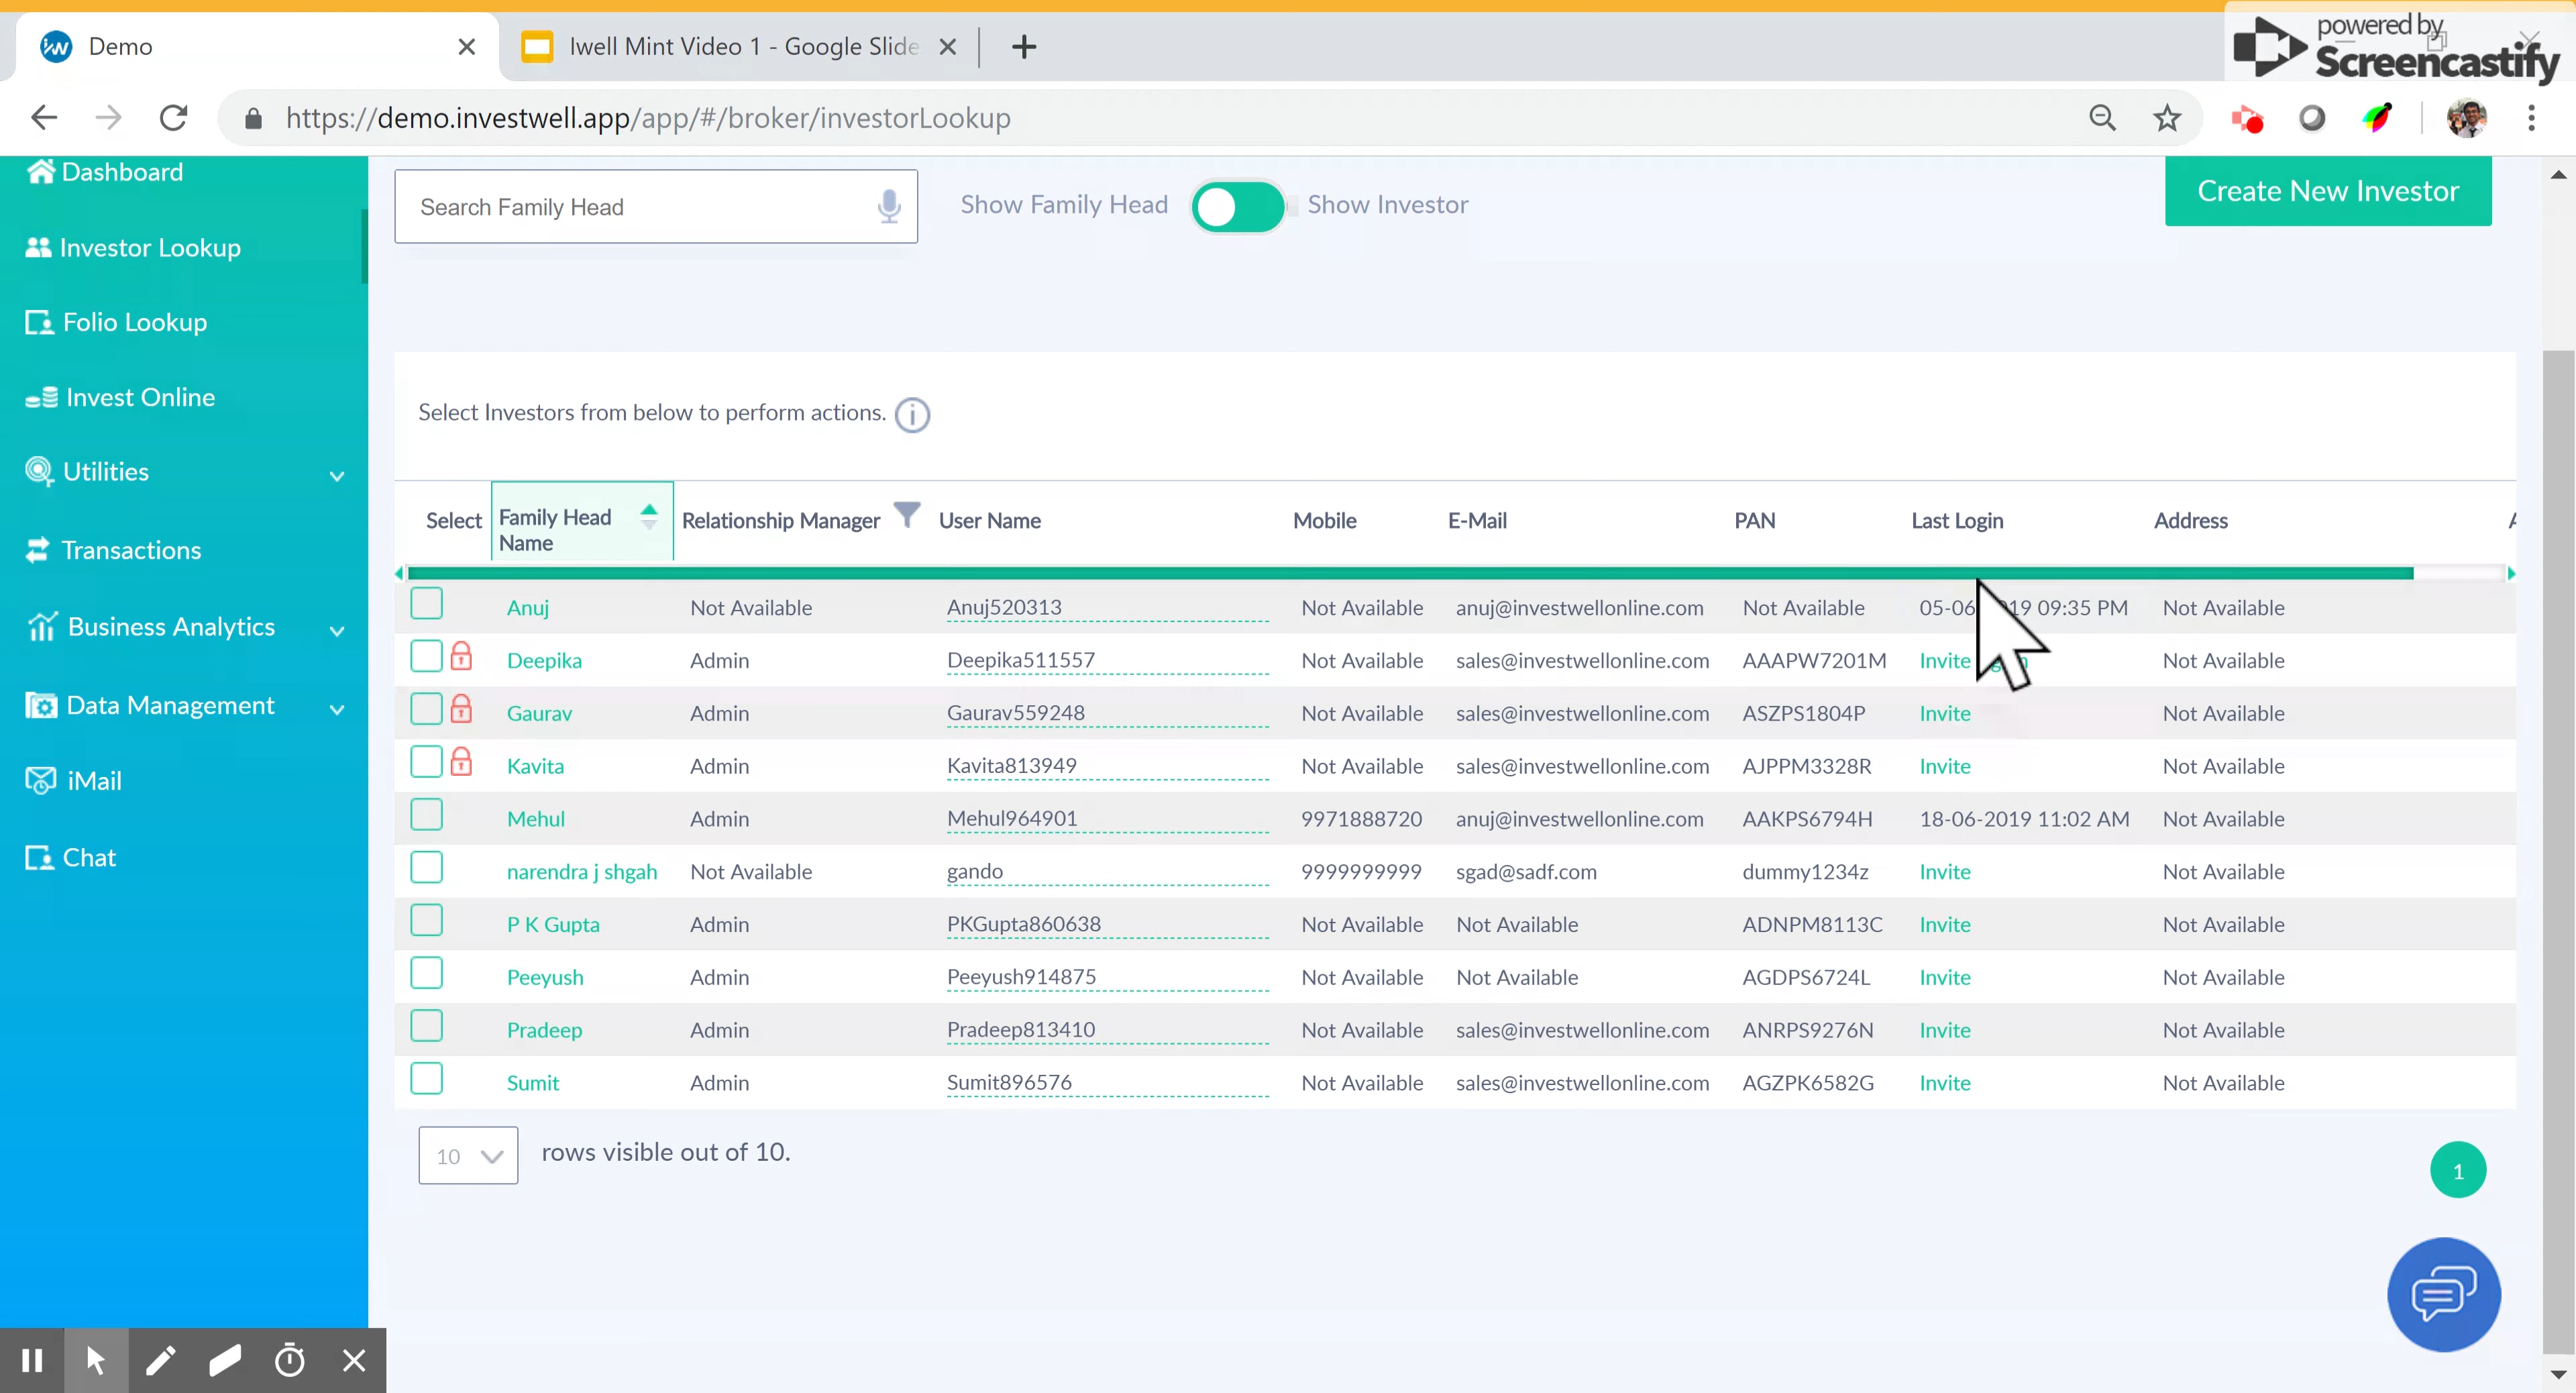 Demo
Iwell Mint Video 1 - Google Slide
powered by
Screencastify
https://demo.investwell.app/app/#/broker/investorLookup
Dashboard
Investor Lookup
Folio Lookup
Invest Online
Utilities
Transactions
Business Analytics
Data Management
iMail
Chat
Search Family Head
Show Family Head
Show Investor
Create New Investor
Select Investors from below to perform actions.
Select Family Head Name Relationship Manager User Name Mobile E-Mail PAN Last Login Address
Anuj Not Available Anuj520313 Not Available anuj@investwellonline.com Not Available 05-06 019 09:35 PM Not Available
Deepika Admin Deepika511557 Not Available sales@investwellonline.com AAAPW7201M Invite Not Available
Gaurav Admin Gaurav559248 Not Available sales@investwellonline.com ASZPS1804P Invite Not Available
Kavita Admin Kavita813949 Not Available sales@investwellonline.com AJPPM3328R Invite Not Available
Mehul Admin Mehul964901 9971888720 anuj@investwellonline.com AAKPS6794H 18-06-2019 11:02 AM Not Available
narendra j shgah Not Available gando 9999999999 sgad@sadf.com dummy1234z Invite Not Available
P K Gupta Admin PKGupta860638 Not Available Not Available ADNPM8113C Invite Not Available
Peeyush Admin Peeyush914875 Not Available Not Available AGDPS6724L Invite Not Available
Pradeep Admin Pradeep813410 Not Available sales@investwellonline.com ANRPS9276N Invite Not Available
Sumit Admin Sumit896576 Not Available sales@investwellonline.com AGZPK6582G Invite Not Available
10 rows visible out of 10.
1